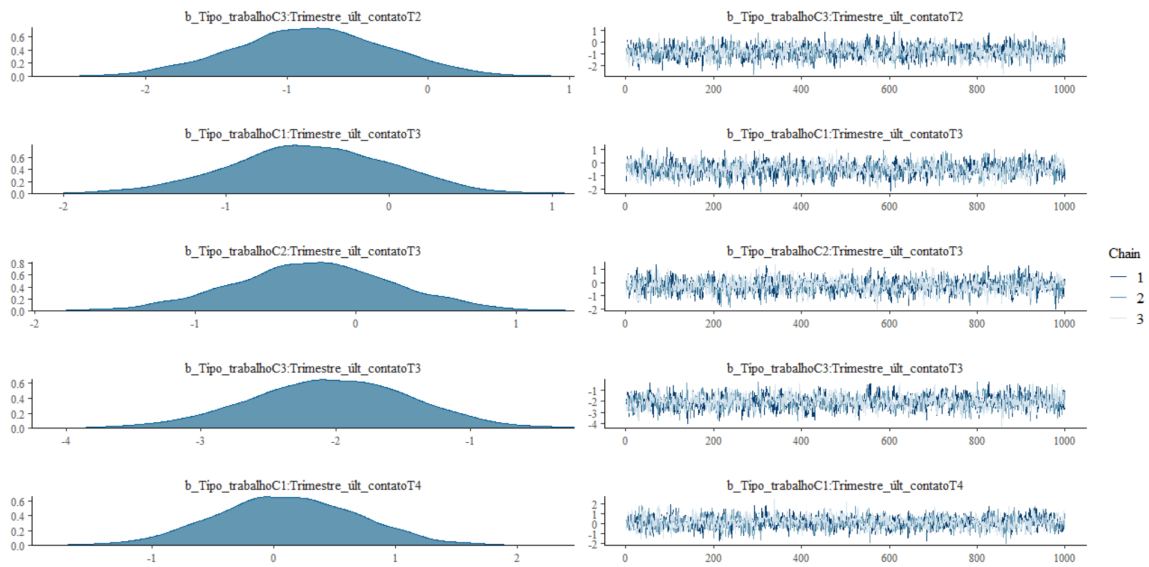 b_Tipo_trabalhoC3:Trimestre_últ_contatoT2
b_Tipo_trabalhoC3:Trimestre_últ_contatoT2
0.6
0.4
0.2
0.0
-2 -1 0 1
1
0
-1
-2
0 200 400 600 800 1000
b_Tipo_trabalhoC1:Trimestre_últ_contatoT3
b_Tipo_trabalhoC1:Trimestre_últ_contatoT3
0.6
0.4
0.2
0.0
-2 -1 0 1
1
0
-1
-2
0 200 400 600 800 1000
b_Tipo_trabalhoC2:Trimestre_últ_contatoT3
b_Tipo_trabalhoC2:Trimestre_últ_contatoT3
0.8
0.6
0.4
0.2
0.0
-2 -1 0 1
1
0
-1
-2
0 200 400 600 800 1000
Chain
1
2
3
b_Tipo_trabalhoC3:Trimestre_últ_contatoT3
b_Tipo_trabalhoC3:Trimestre_últ_contatoT3
0.6
0.4
0.2
0.0
-4 -3 -2 -1
-1
-2
-3
-4
0 200 400 600 800 1000
b_Tipo_trabalhoC1:Trimestre_últ_contatoT4
b_Tipo_trabalhoC1:Trimestre_últ_contatoT4
0.6
0.4
0.2
0.0
-1 0 1 2
2
1
0
-1
-2
0 200 400 600 800 1000